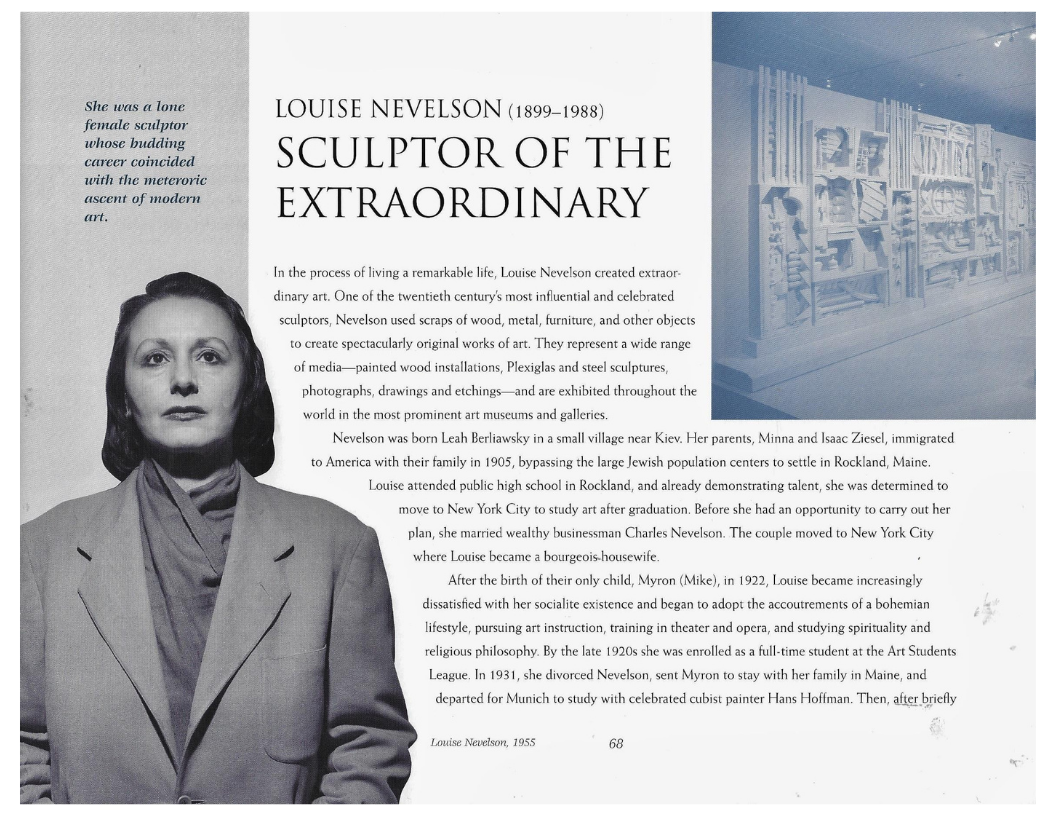 She was a lone
female sculptor
whose budding
career coincided
with the meteroric
ascent of modern
art.
LOUISE NEVELSON (1899–1988)
SCULPTOR OF THE
EXTRAORDINARY
In the process of living a remarkable life, Louise Nevelson created extraor-
dinary art. One of the twentieth century's most influential and celebrated
sculptors, Nevelson used scraps of wood, metal, furniture, and other objects
to create spectacularly original works of art. They represent a wide range
of media—painted wood installations, Plexiglas and steel sculptures,
photographs, drawings and etchings—and are exhibited throughout the
world in the most prominent art museums and galleries.
Nevelson was born Leah Berliawsky in a small village near Kiev. Her parents, Minna and Isaac Ziesel, immigrated
to America with their family in 1905, bypassing the large Jewish population centers to settle in Rockland, Maine.
Louise attended public high school in Rockland, and already demonstrating talent, she was determined to
move to New York City to study art after graduation. Before she had an opportunity to carry out her
plan, she married wealthy businessman Charles Nevelson. The couple moved to New York City
where Louise became a bourgeois-housewife.
After the birth of their only child, Myron (Mike), in 1922, Louise became increasingly
dissatisfied with her socialite existence and began to adopt the accoutrements of a bohemian
lifestyle, pursuing art instruction, training in theater and opera, and studying spirituality and
religious philosophy. By the late 1920s she was enrolled as a full-time student at the Art Students
League. In 1931, she divorced Nevelson, sent Myron to stay with her family in Maine, and
departed for Munich to study with celebrated cubist painter Hans Hoffman. Then, after briefly
Louise Nevelson, 1955
68